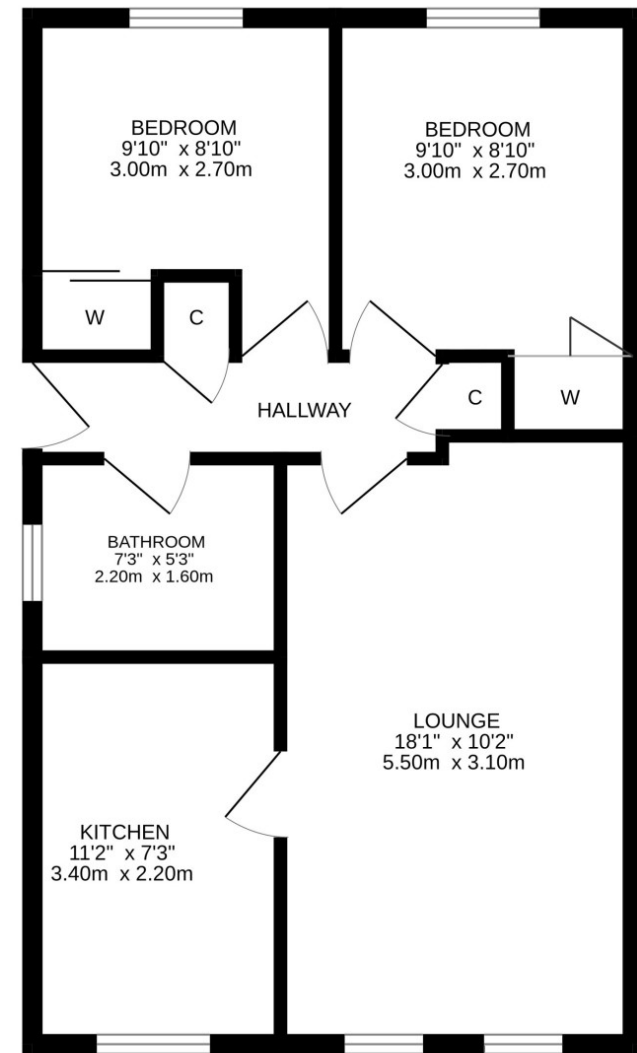 BEDROOM
9'10" x 8'10"
3.00m x 2.70m
BEDROOM
9'10" x 8'10"
3.00m x 2.70m
W
C
HALLWAY
C
W
BATHROOM
7'3" x 5'3"
2.20m x 1.60m
LOUNGE
18'1" x 10'2"
5.50m x 3.10m
KITCHEN
11'2" x 7'3"
3.40m x 2.20m